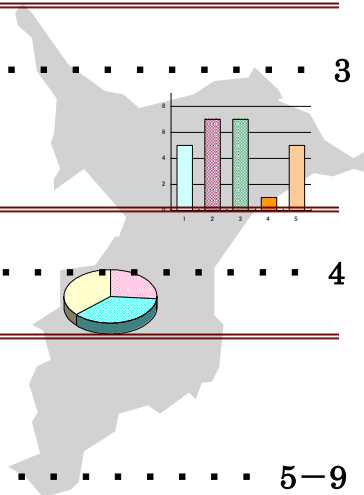 . . . . . . . . . . 3
8
6
4
2
0
1 2 3 4 5
. . . . . . . . . . 4
. . . . . . . . 5－9